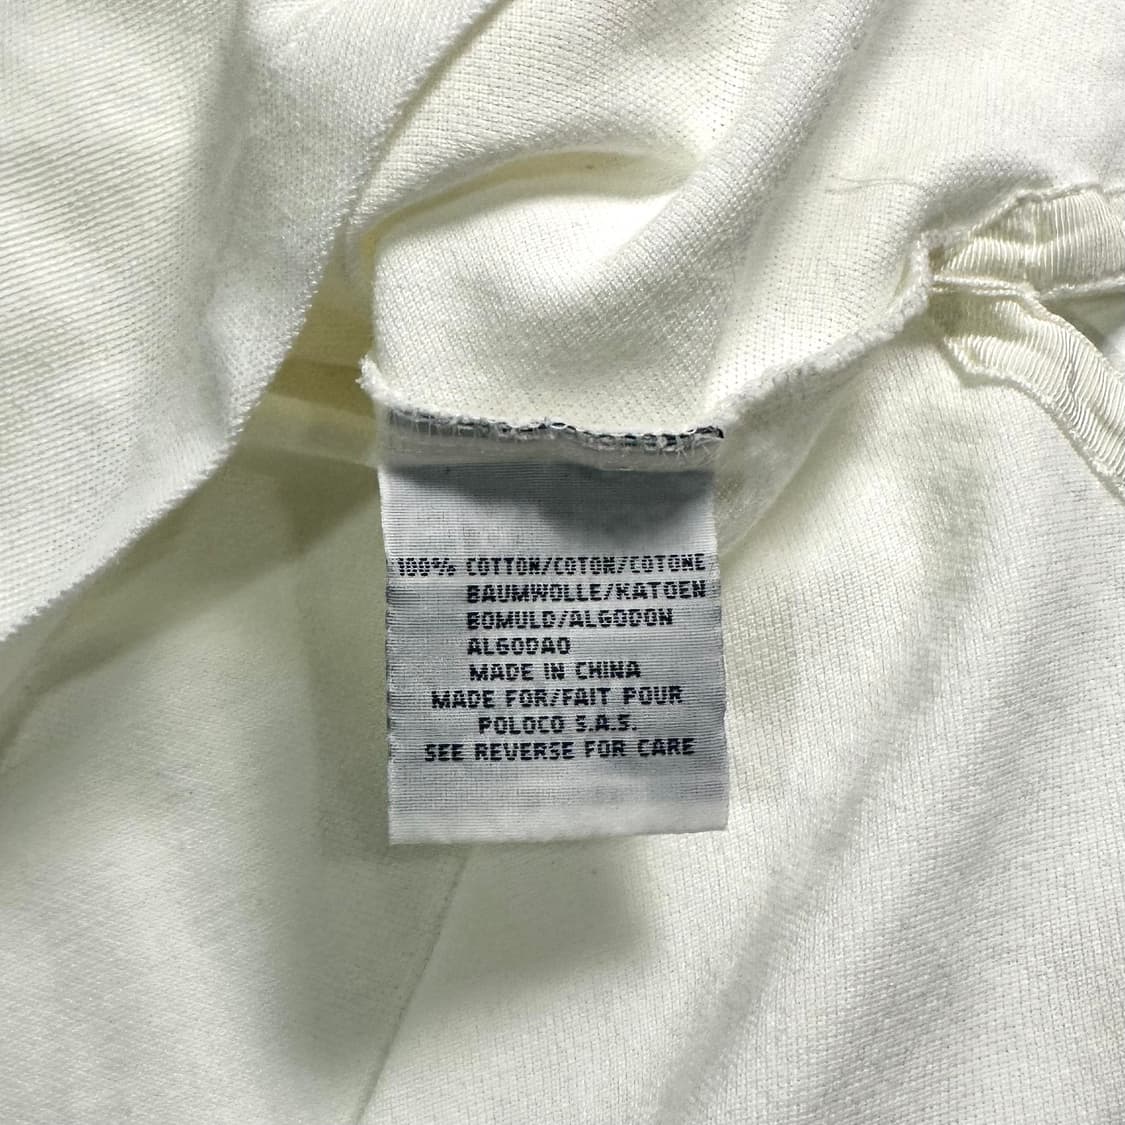 100% COTTON/COTON/COTONE
BAUMWOLLE/KATOEN
BOMULD/ALGODON
ALGODAO
MADE IN CHINA
MADE FOR/FAIT POUR
POLOCO S.A.S.
SEE REVERSE FOR CARE